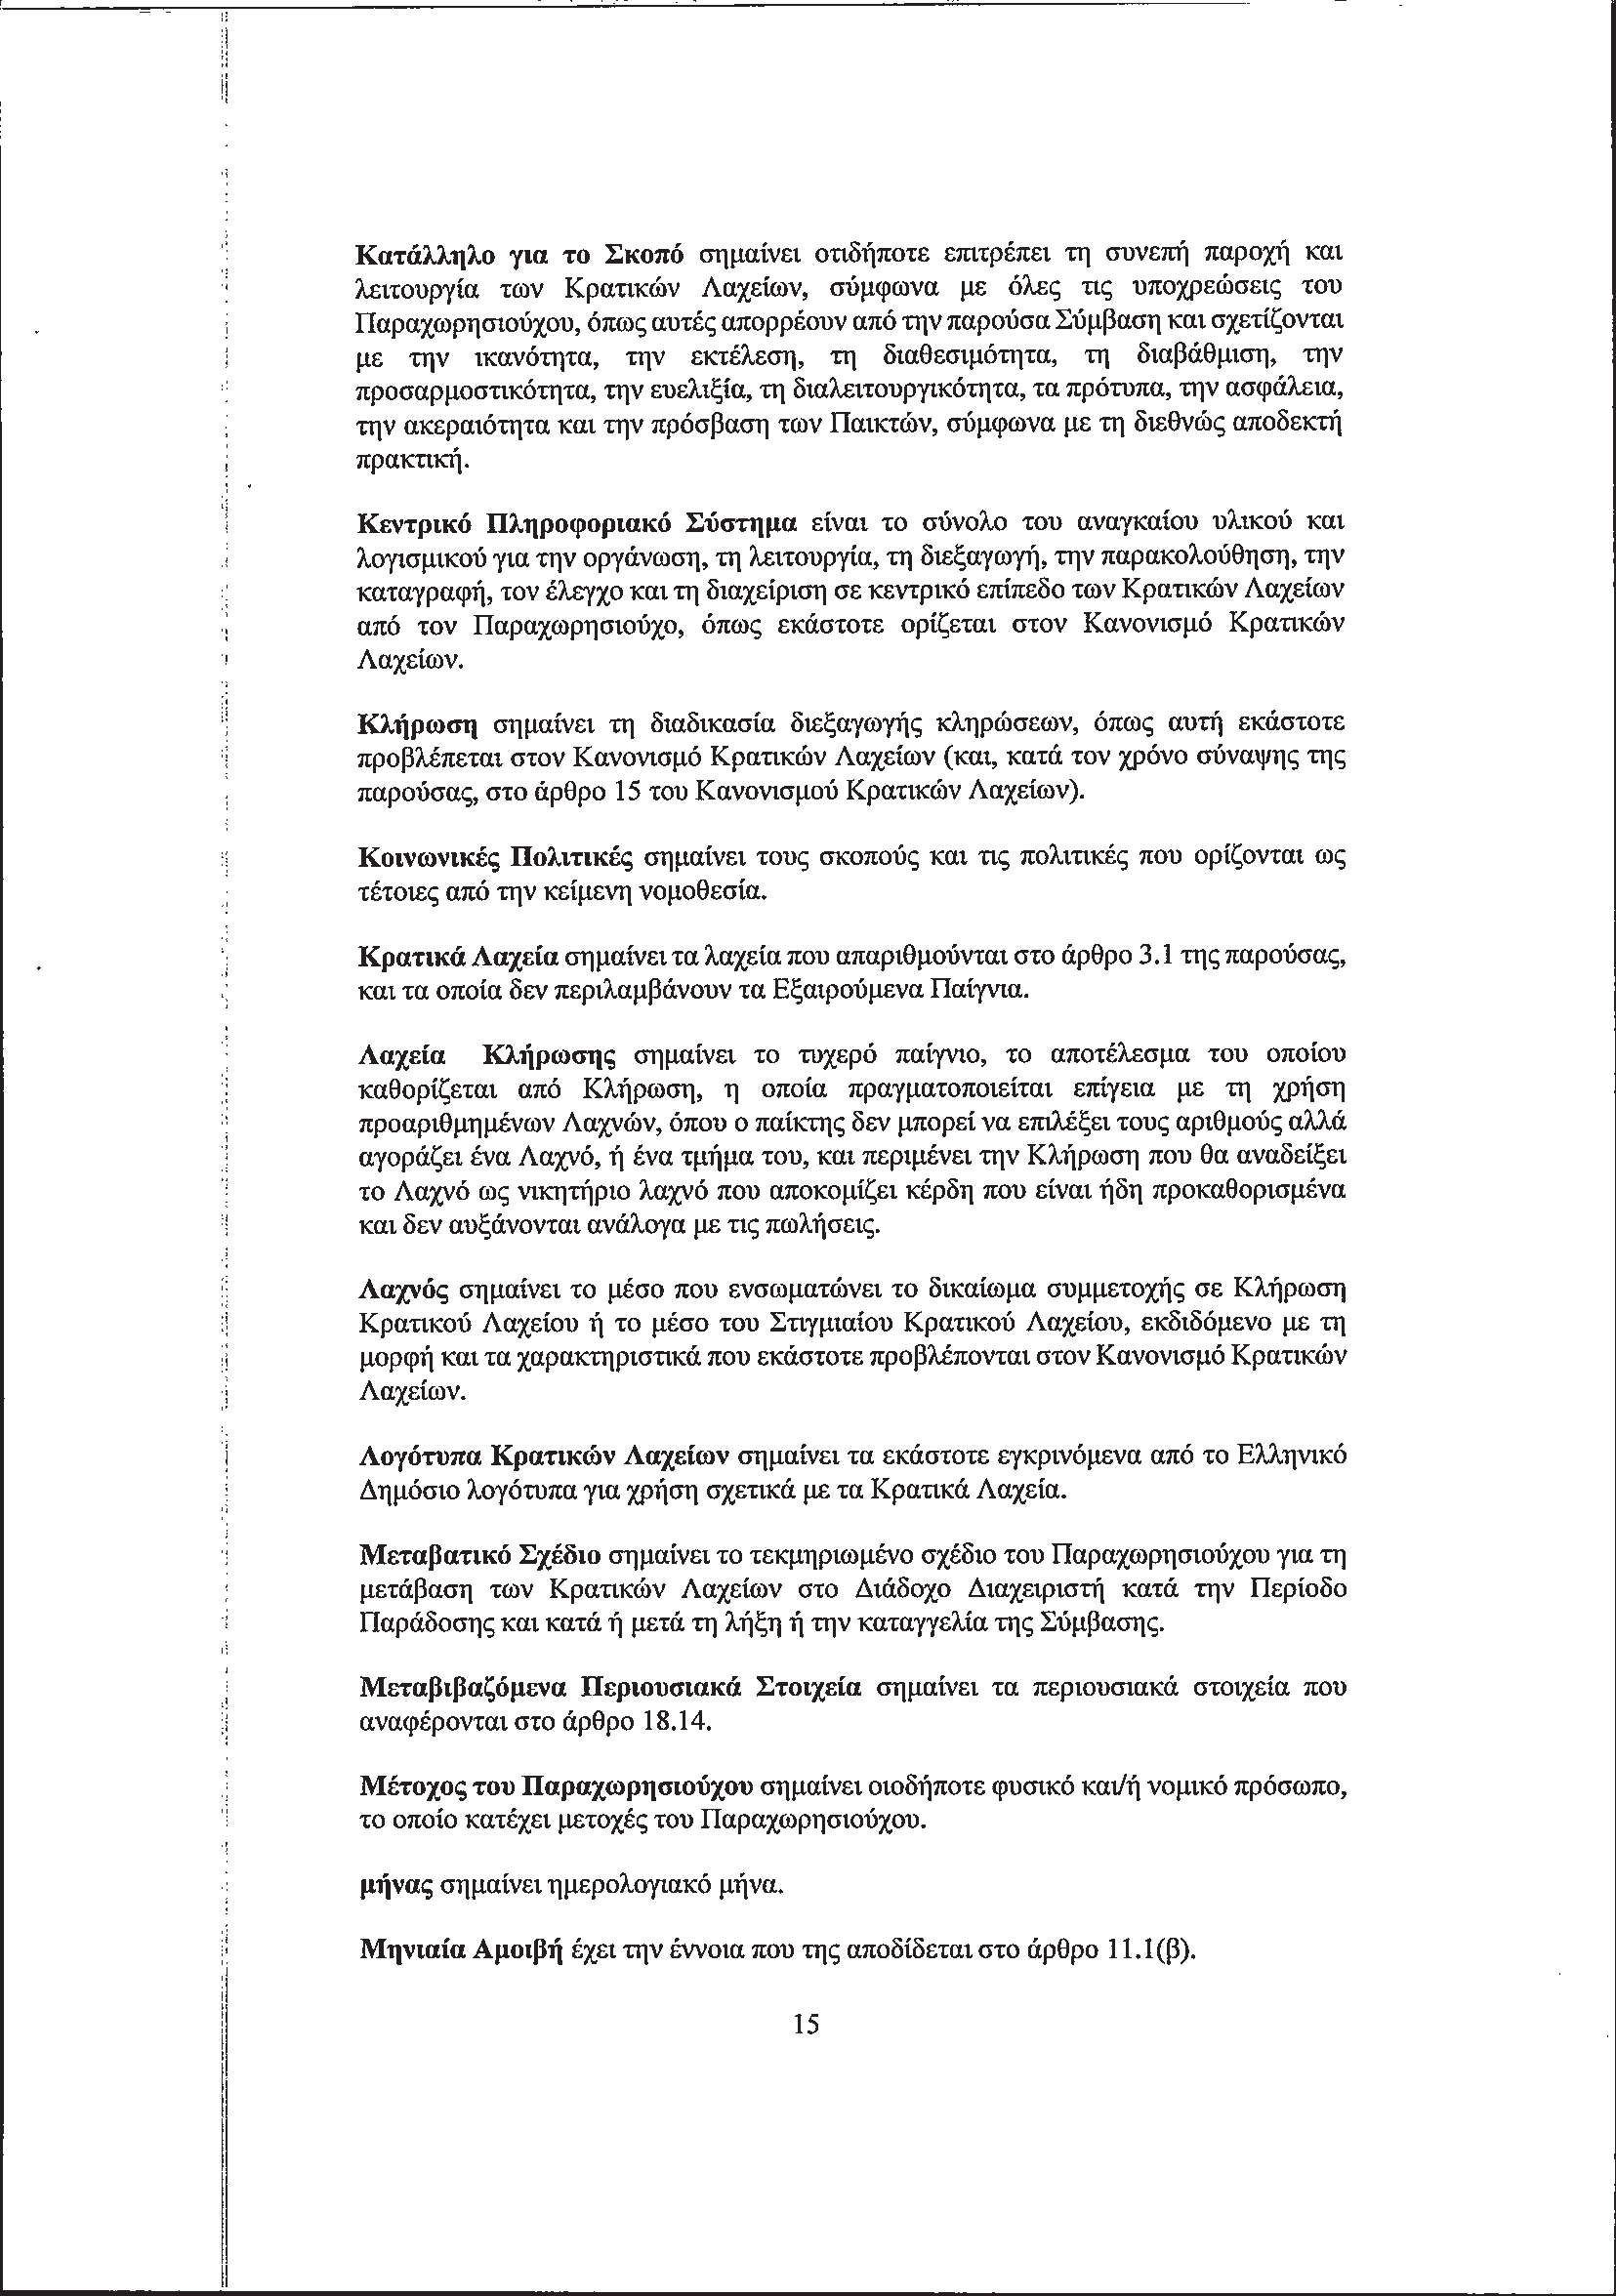 Κατάλληλο για το Σκοπό σημαίνει οτιδήποτε επιτρέπει τη συνεπή παροχή και
λειτουργία των Κρατικών Λαχείων, σύμφωνα με όλες τις υποχρεώσεις του
Παραχωρησιούχου, όπως αυτές απορρέουν από την παρούσα Σύμβαση και σχετίζονται
με την ικανότητα, την εκτέλεση, τη διαθεσιμότητα, τη διαβάθμιση, την
προσαρμοστικότητα, την ευελιξία, τη διαλειτουργικότητα, τα πρότυπα, την ασφάλεια,
την ακεραιότητα και την πρόσβαση των Παικτών, σύμφωνα με τη διεθνώς αποδεκτή
πρακτική.
Κεντρικό Πληροφοριακό Σύστημα είναι το σύνολο του αναγκαίου υλικού και
λογισμικού για την οργάνωση, τη λειτουργία, τη διεξαγωγή, την παρακολούθηση, την
καταγραφή, τον έλεγχο και τη διαχείριση σε κεντρικό επίπεδο των Κρατικών Λαχείων
από τον Παραχωρησιούχο, όπως εκάστοτε ορίζεται στον Κανονισμό Κρατικών
Λαχείων.
Κλήρωση σημαίνει τη διαδικασία διεξαγωγής κληρώσεων, όπως αυτή εκάστοτε
προβλέπεται στον Κανονισμό Κρατικών Λαχείων (και, κατά τον χρόνο σύναψης της
παρούσας, στο άρθρο 15 του Κανονισμού Κρατικών Λαχείων).
Κοινωνικές Πολιτικές σημαίνει τους σκοπούς και τις πολιτικές που ορίζονται ως
τέτοιες από την κείμενη νομοθεσία.
Κρατικά Λαχεία σημαίνει τα λαχεία που απαριθμούνται στο άρθρο 3.1 της παρούσας,
και τα οποία δεν περιλαμβάνουν τα Εξαιρούμενα Παίγνια.
Λαχεία Κλήρωσης σημαίνει το τυχερό παίγνιο, το αποτέλεσμα του οποίου
καθορίζεται από Κλήρωση, η οποία πραγματοποιείται επίγεια με τη χρήση
προαριθμημένων Λαχνών, όπου ο παίκτης δεν μπορεί να επιλέξει τους αριθμούς αλλά
αγοράζει ένα Λαχνό, ή ένα τμήμα του, και περιμένει την Κλήρωση που θα αναδείξει
το Λαχνό ως νικητήριο λαχνό που αποκομίζει κέρδη που είναι ήδη προκαθορισμένα
και δεν αυξάνονται ανάλογα με τις πωλήσεις.
Λαχνός σημαίνει το μέσο που ενσωματώνει το δικαίωμα συμμετοχής σε Κλήρωση
Κρατικού Λαχείου ή το μέσο του Στιγμιαίου Κρατικού Λαχείου, εκδιδόμενο με τη
μορφή και τα χαρακτηριστικά που εκάστοτε προβλέπονται στον Κανονισμό Κρατικών
Λαχείων.
Λογότυπα Κρατικών Λαχείων σημαίνει τα εκάστοτε εγκρινόμενα από το Ελληνικό
Δημόσιο λογότυπα για χρήση σχετικά με τα Κρατικά Λαχεία.
Μεταβατικό Σχέδιο σημαίνει το τεκμηριωμένο σχέδιο του Παραχωρησιούχου για τη
μετάβαση των Κρατικών Λαχείων στο Διάδοχο Διαχειριστή κατά την Περίοδο
Παράδοσης και κατά ή μετά τη λήξη ή την καταγγελία της Σύμβασης.
Μεταβιβαζόμενα Περιουσιακά Στοιχεία σημαίνει τα περιουσιακά στοιχεία που
αναφέρονται στο άρθρο 18.14.
Μέτοχος του Παραχωρησιούχου σημαίνει οιοδήποτε φυσικό και/ή νομικό πρόσωπο,
το οποίο κατέχει μετοχές του Παραχωρησιούχου.
μήνας σημαίνει ημερολογιακό μήνα.
Μηνιαία Αμοιβή έχει την έννοια που της αποδίδεται στο άρθρο 11.1(β).
15